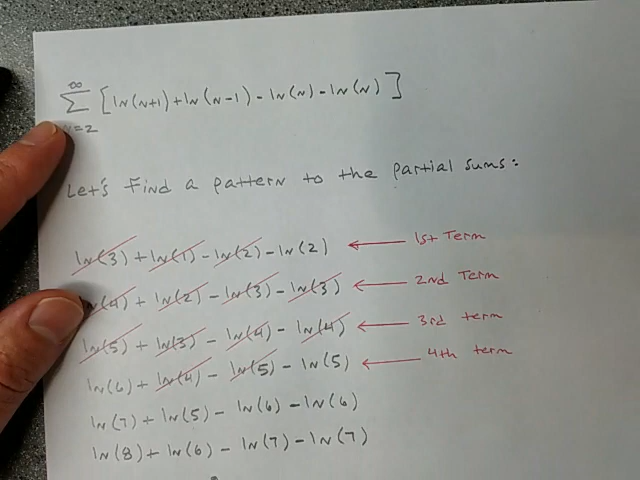 ∞
Σ [ln(n+1)+ln(n-1)-ln(n)-ln(n)]
n=2
Let's find a pattern to the partial sums:
ln(3)+ln(1)-ln(2)-ln(2) ← 1st Term
ln(4)+ln(2)-ln(3)-ln(3) ← 2nd Term
ln(5)+ln(3)-ln(4)-ln(4) ← 3rd term
ln(6)+ln(4)-ln(5)-ln(5) ← 4th term
ln(7)+ln(5)-ln(6)-ln(6)
ln(8)+ln(6)-ln(7)-ln(7)